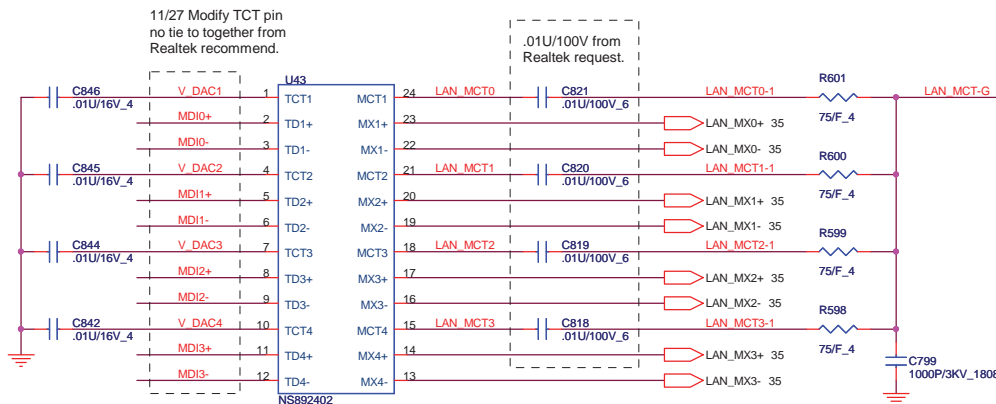 11/27 Modify TCT pin
no tie to together from
Realtek recommend.
.01U/100V from
Realtek request.
U43
C846
.01U/16V_4
V_DAC1
1
TCT1
MCT1
24
LAN_MCT0
C821
.01U/100V_6
LAN_MCT0-1
R601
75/F_4
LAN_MCT-G
MDI0+
2
TD1+
MX1+
23
LAN_MX0+ 35
MDI0-
3
TD1-
MX1-
22
LAN_MX0- 35
C845
.01U/16V_4
V_DAC2
4
TCT2
MCT2
21
LAN_MCT1
C820
.01U/100V_6
LAN_MCT1-1
R600
75/F_4
MDI1+
5
TD2+
MX2+
20
LAN_MX1+ 35
MDI1-
6
TD2-
MX2-
19
LAN_MX1- 35
C844
.01U/16V_4
V_DAC3
7
TCT3
MCT3
18
LAN_MCT2
C819
.01U/100V_6
LAN_MCT2-1
R599
75/F_4
MDI2+
8
TD3+
MX3+
17
LAN_MX2+ 35
MDI2-
9
TD3-
MX3-
16
LAN_MX2- 35
C842
.01U/16V_4
V_DAC4
10
TCT4
MCT4
15
LAN_MCT3
C818
.01U/100V_6
LAN_MCT3-1
R598
75/F_4
MDI3+
11
TD4+
MX4+
14
LAN_MX3+ 35
MDI3-
12
TD4-
MX4-
13
LAN_MX3- 35
C799
1000P/3KV_1808
NS892402